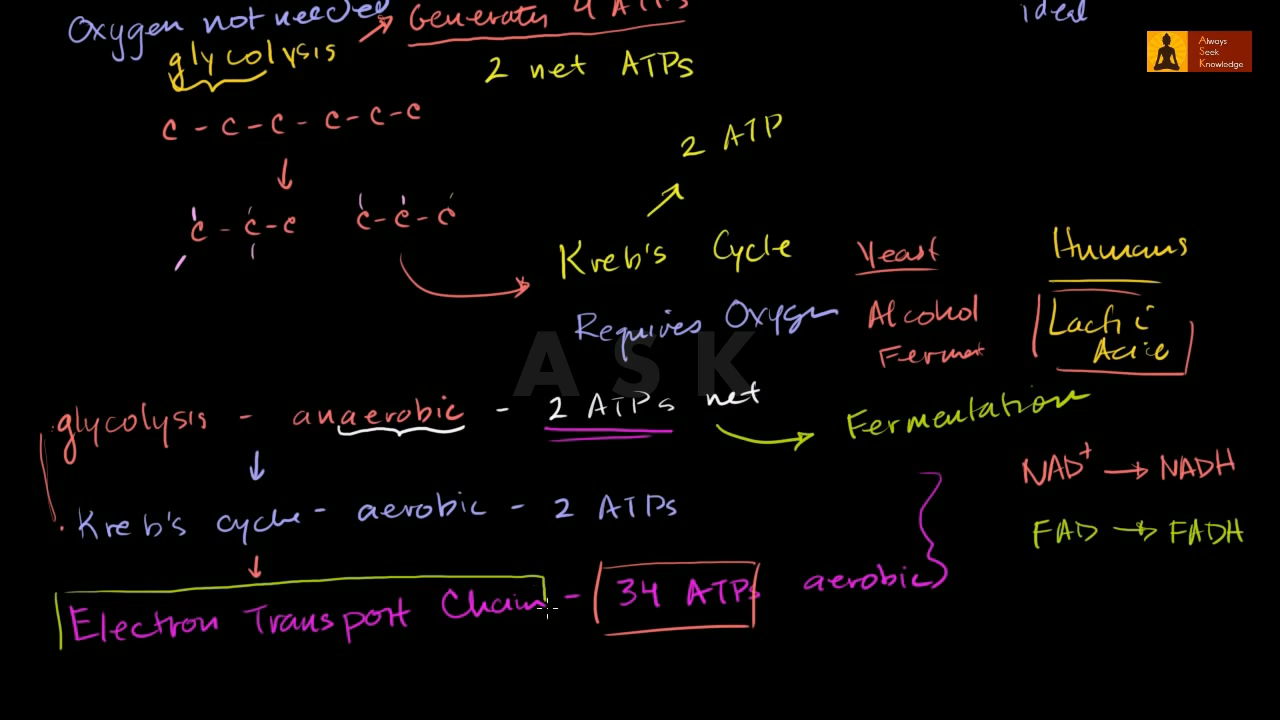 Oxygen not needed
Generates 4 ATPs
ideal
Always
Seek
Knowledge
glycolysis
2 net ATPs
C - C - C - C - C - C
2 ATP
C - C - C C - C - C
Kreb's Cycle
Yeast
Humans
Requires Oxygen
Alcohol
Ferment
Lactic
Acid
ASK
glycolysis - anaerobic - 2 ATPs net
Fermentation
NAD+ → NADH
Kreb's cycle - aerobic - 2 ATPs
FAD → FADH
Electron Transport Chain - 34 ATPs aerobic